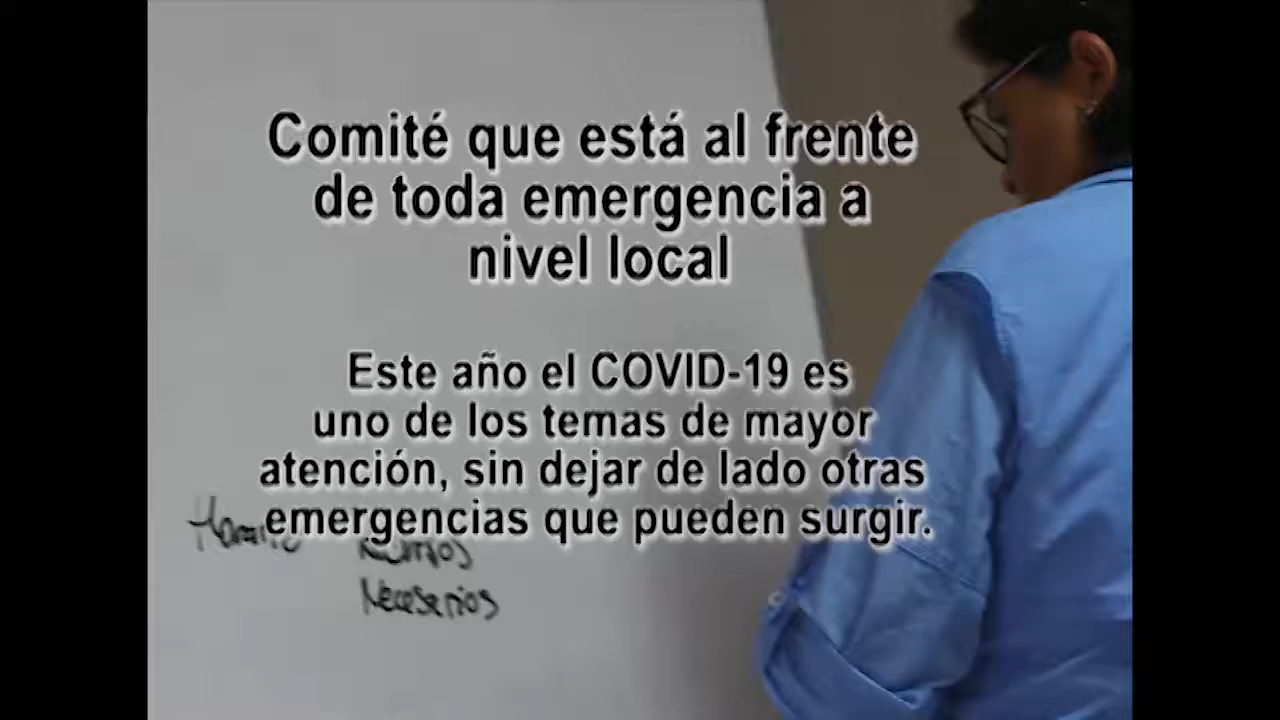 Comité que está al frente
de toda emergencia a
nivel local
Este año el COVID-19 es
uno de los temas de mayor
atención, sin dejar de lado otras
emergencias que pueden surgir.
Necesarios